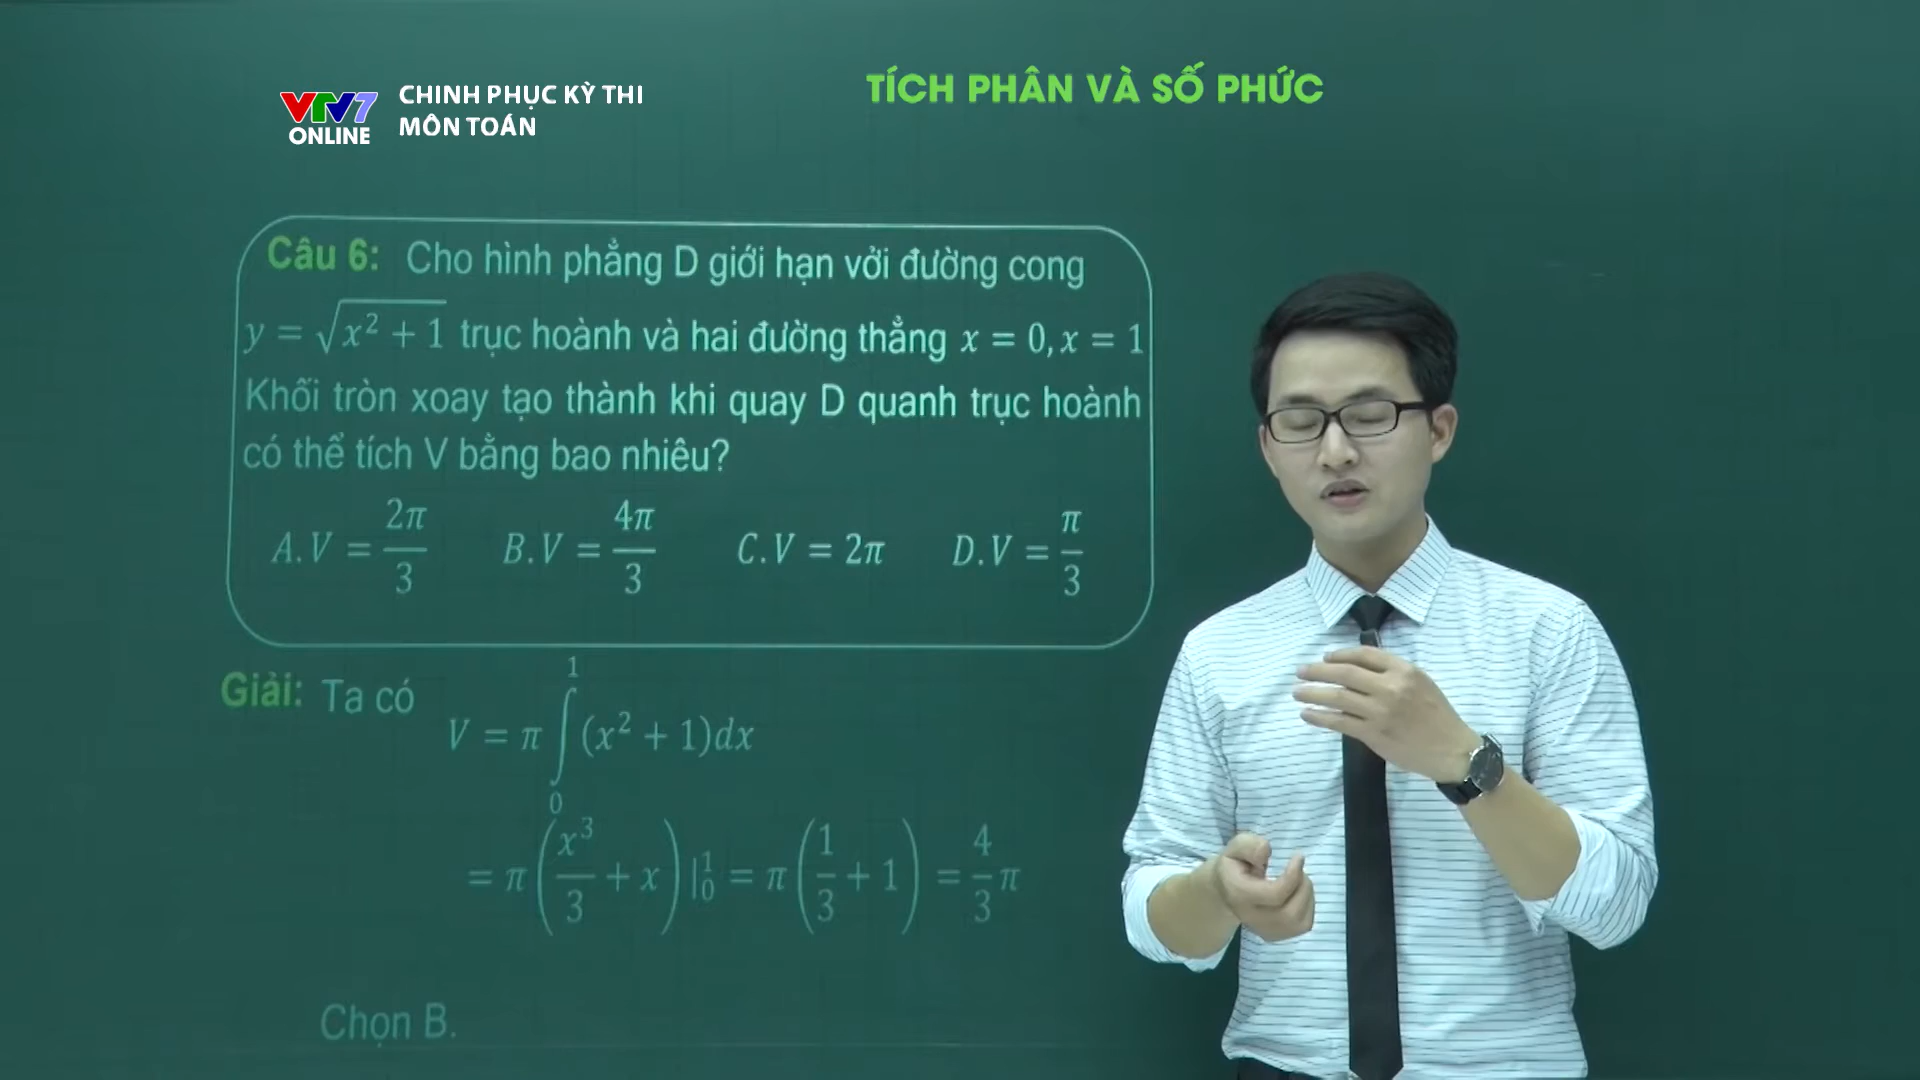 VTV7
ONLINE
CHINH PHỤC KỲ THI
MÔN TOÁN
TÍCH PHÂN VÀ SỐ PHỨC
Câu 6: Cho hình phẳng D giới hạn vởi đường cong
y = √(x² + 1) trục hoành và hai đường thẳng x = 0, x = 1
Khối tròn xoay tạo thành khi quay D quanh trục hoành
có thể tích V bằng bao nhiêu?
A. V = 2π/3 B. V = 4π/3 C. V = 2π D. V = π/3
Giải: Ta có
V = π ∫₀¹ (x² + 1)dx
= π (x³/3 + x) |₀¹ = π (1/3 + 1) = 4/3 π
Chọn B.